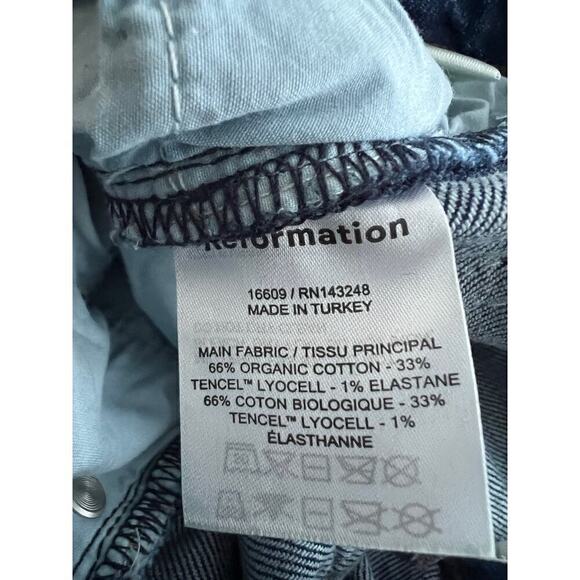 Reformation
16609 / RN143248
MADE IN TURKEY
MAIN FABRIC / TISSU PRINCIPAL
66% ORGANIC COTTON - 33%
TENCEL™ LYOCELL - 1% ELASTANE
66% COTON BIOLOGIQUE - 33%
TENCEL™ LYOCELL - 1%
ÉLASTHANNE